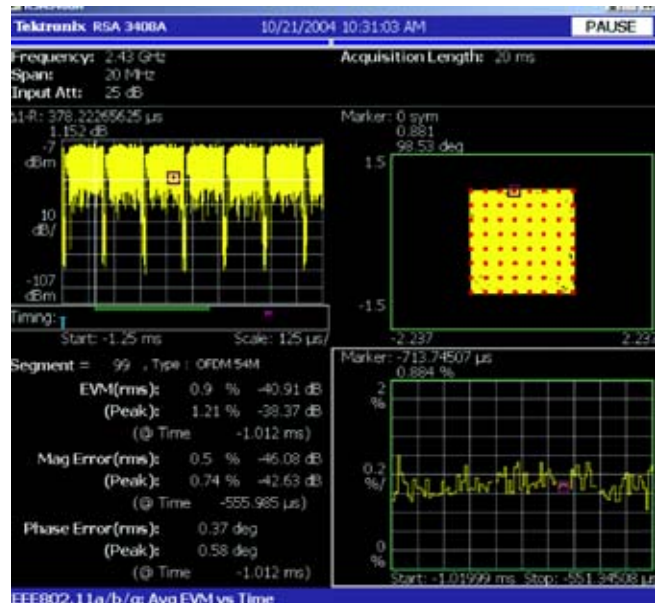 Tektronix RSA 3408A 10/21/2004 10:31:03 AM PAUSE
Frequency: 2.43 GHz Acquisition Length: 20 ms
Span: 20 MHz
Input Att: 25 dB
Δ1-R: 378.22265625 µs Marker: 0 sym
1.152 dB 0.881
98.53 deg
-7
dBm
1.5
10
dB/
-107
dBm
-1.5
Timing:
Start: -1.25 ms Scale: 125 µs/ -2.237 2.237
Segment = 99 , Type : OFDM 54M
Marker: -713.74507 µs
0.884 %
EVM(rms): 0.9 % -40.91 dB
(Peak): 1.21 % -38.37 dB
(@ Time -1.012 ms)
Mag Error(rms): 0.5 % -46.08 dB
(Peak): 0.74 % -42.63 dB
(@ Time -555.985 µs)
Phase Error(rms): 0.37 deg
(Peak): 0.58 deg
(@ Time -1.012 ms)
2
%
0.2
%/
0
%
Start: -1.01999 ms Stop: -551.34508 µs
IEEE802.11a/b/g: Avg EVM vs Time